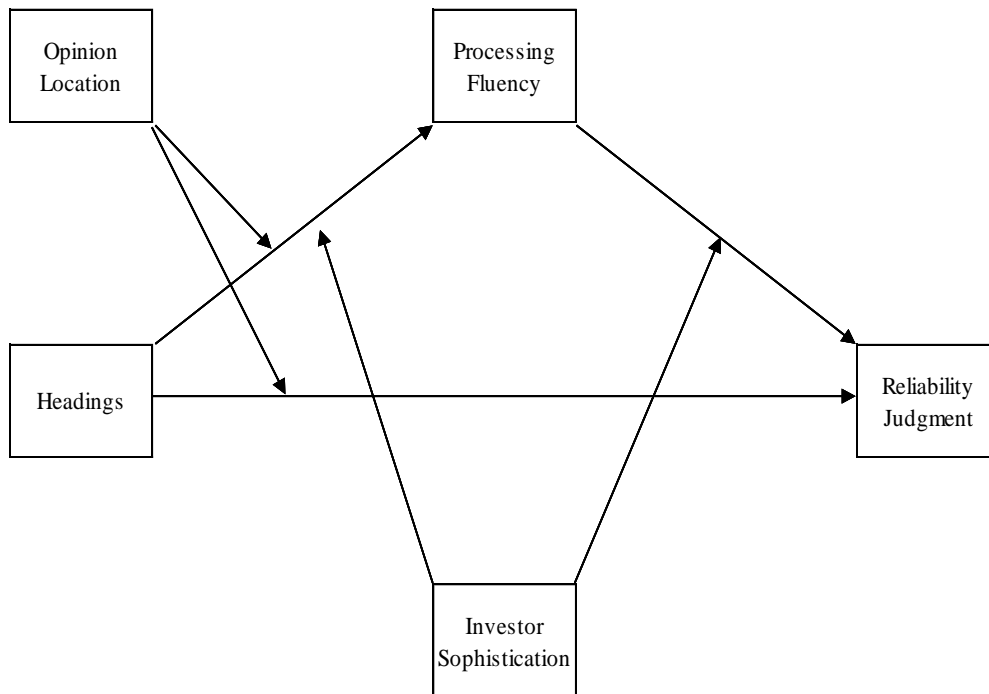 Opinion
Location
Processing
Fluency
Headings
Reliability
Judgment
Investor
Sophistication